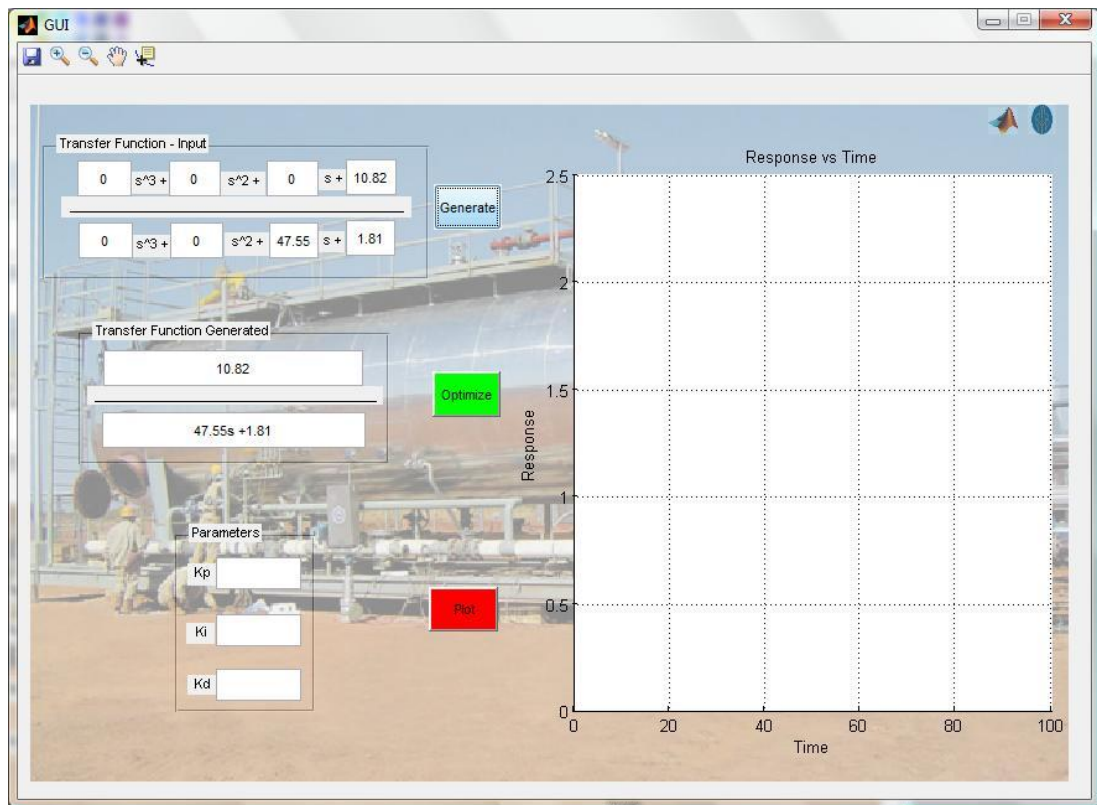 GUI
Transfer Function - Input
0 s^3 + 0 s^2 + 0 s + 10.82
0 s^3 + 0 s^2 + 47.55 s + 1.81
Generate
Transfer Function Generated
10.82
47.55s +1.81
Optimize
Parameters
Kp
Ki
Kd
Plot
Response vs Time
2.5
2
1.5
1
0.5
0
Response
0 20 40 60 80 100
Time